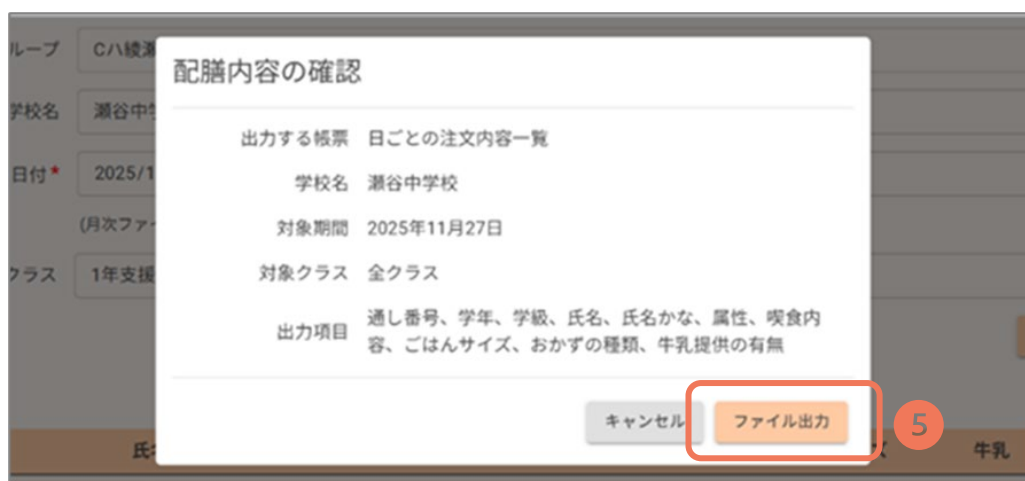 ループ Cハ綾瀬
配膳内容の確認
学校名 瀬谷中学
出力する帳票 日ごとの注文内容一覧
日付* 2025/1
学校名 瀬谷中学校
(月次ファイ
対象期間 2025年11月27日
クラス 1年支援
対象クラス 全クラス
出力項目 通し番号、学年、学級、氏名、氏名かな、属性、喫食内
容、ごはんサイズ、おかずの種類、牛乳提供の有無
キャンセル ファイル出力 5
氏名 ズ 牛乳